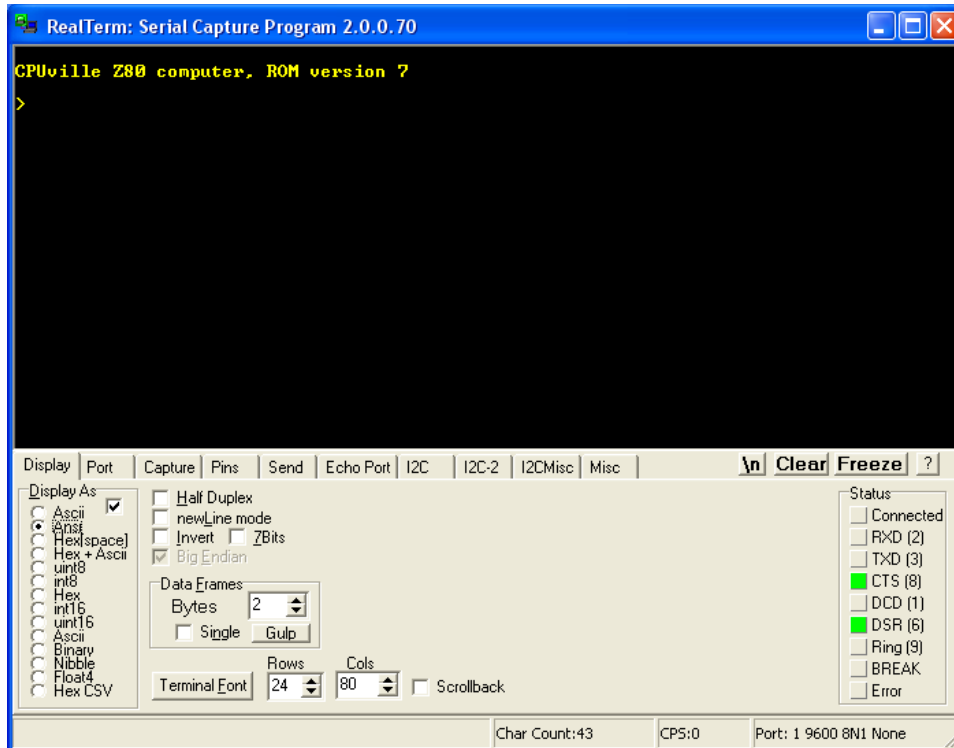 RealTerm: Serial Capture Program 2.0.0.70
CPUville Z80 computer, ROM version 7
>
Display Port Capture Pins Send Echo Port I2C I2C-2 I2CMisc Misc \n Clear Freeze ?
Display As
Ascii
Ansi
Hex[space]
Hex + Ascii
uint8
int8
Hex
int16
uint16
Ascii
Binary
Nibble
Float4
Hex CSV
Half Duplex
newLine mode
Invert 7Bits
Big Endian
Data Frames
Bytes 2
Single Gulp
Rows Cols
Terminal Font 24 80 Scrollback
Status
Connected
RXD (2)
TXD (3)
CTS (8)
DCD (1)
DSR (6)
Ring (9)
BREAK
Error
Char Count:43 CPS:0 Port: 1 9600 8N1 None